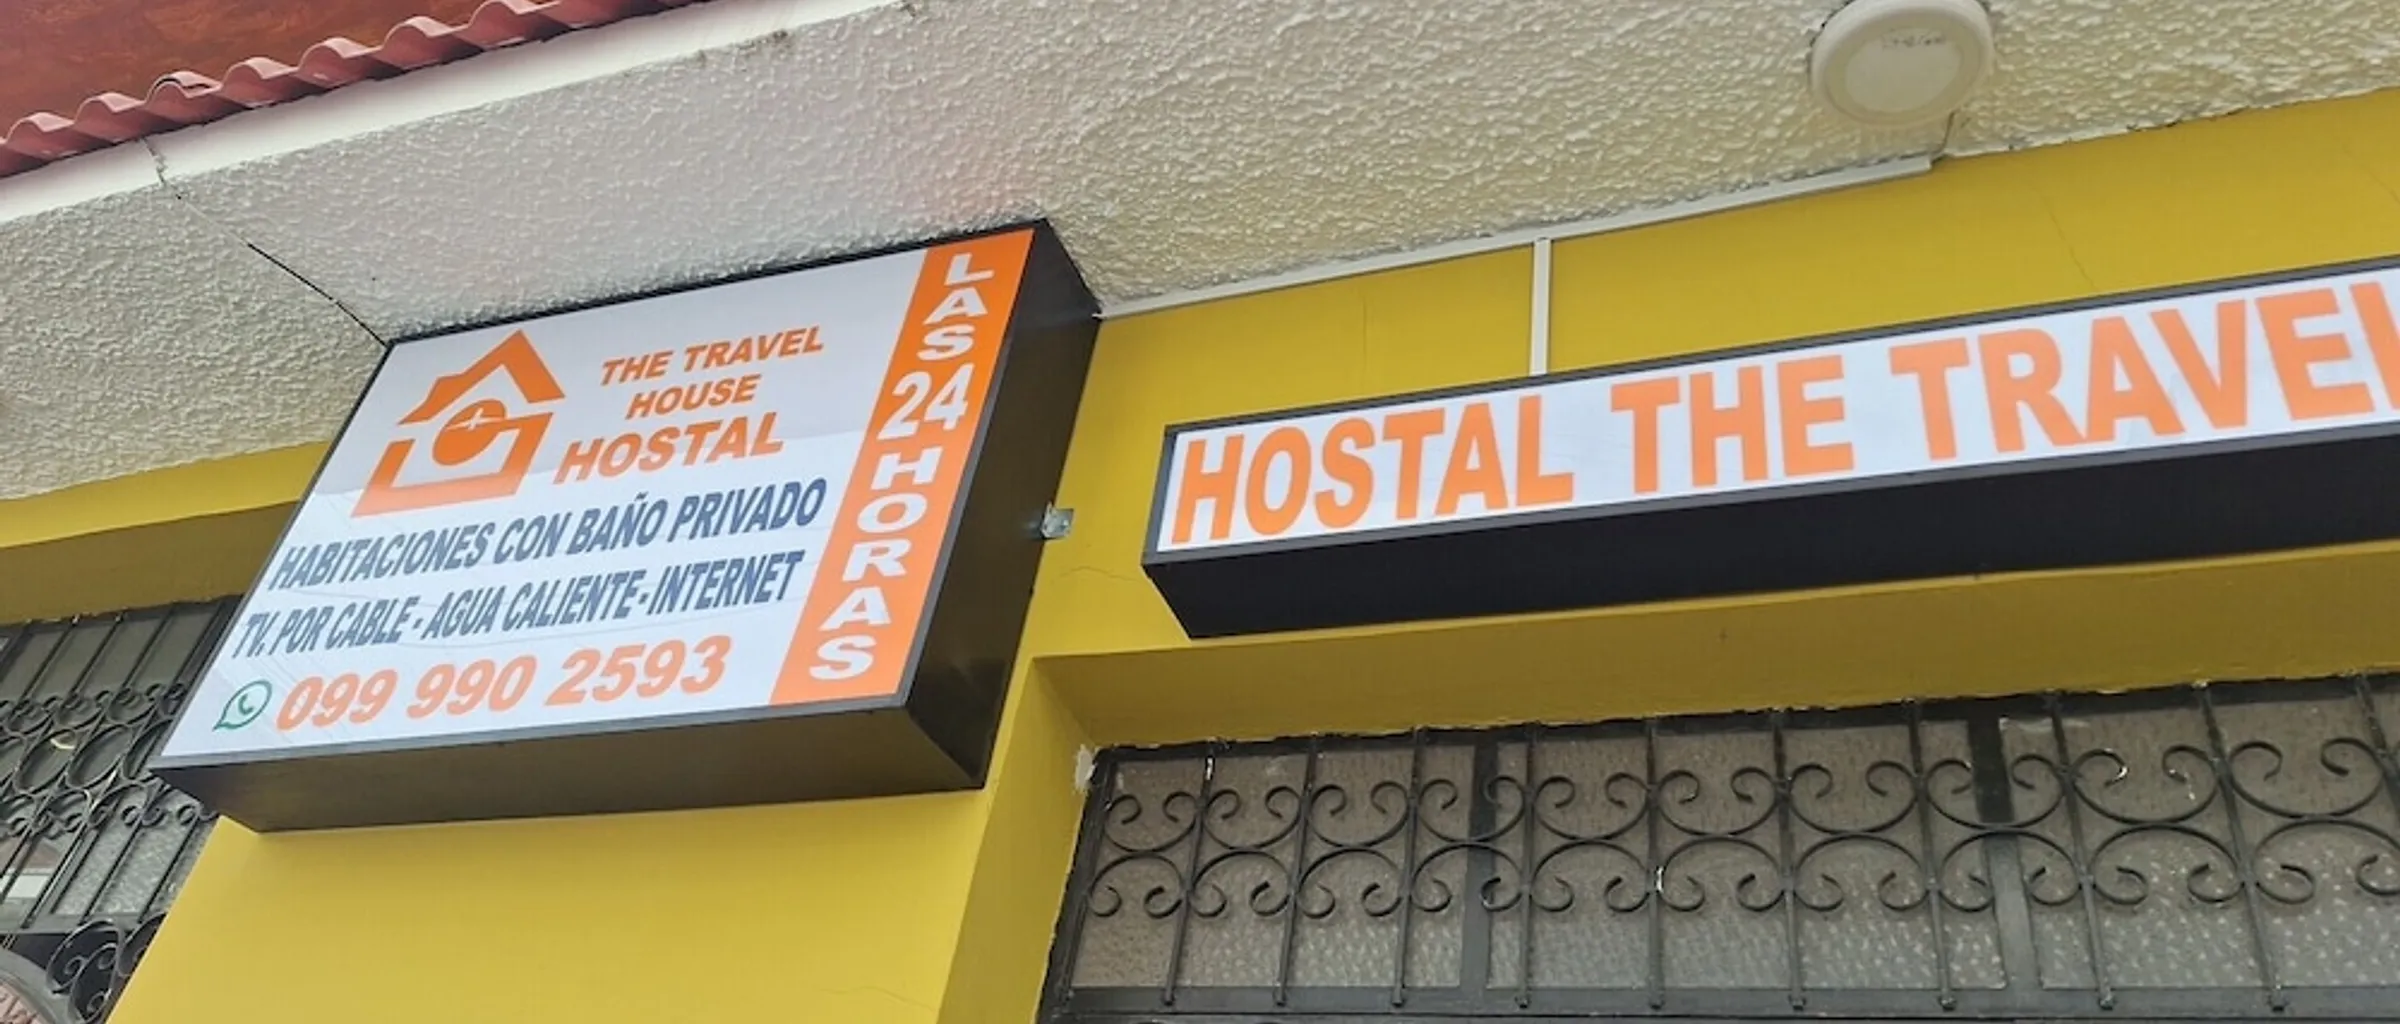 THE TRAVEL
HOUSE
HOSTAL
HABITACIONES CON BAÑO PRIVADO
TV. POR CABLE - AGUA CALIENTE - INTERNET
099 990 2593
LAS 24 HORAS
HOSTAL THE TRAVEL